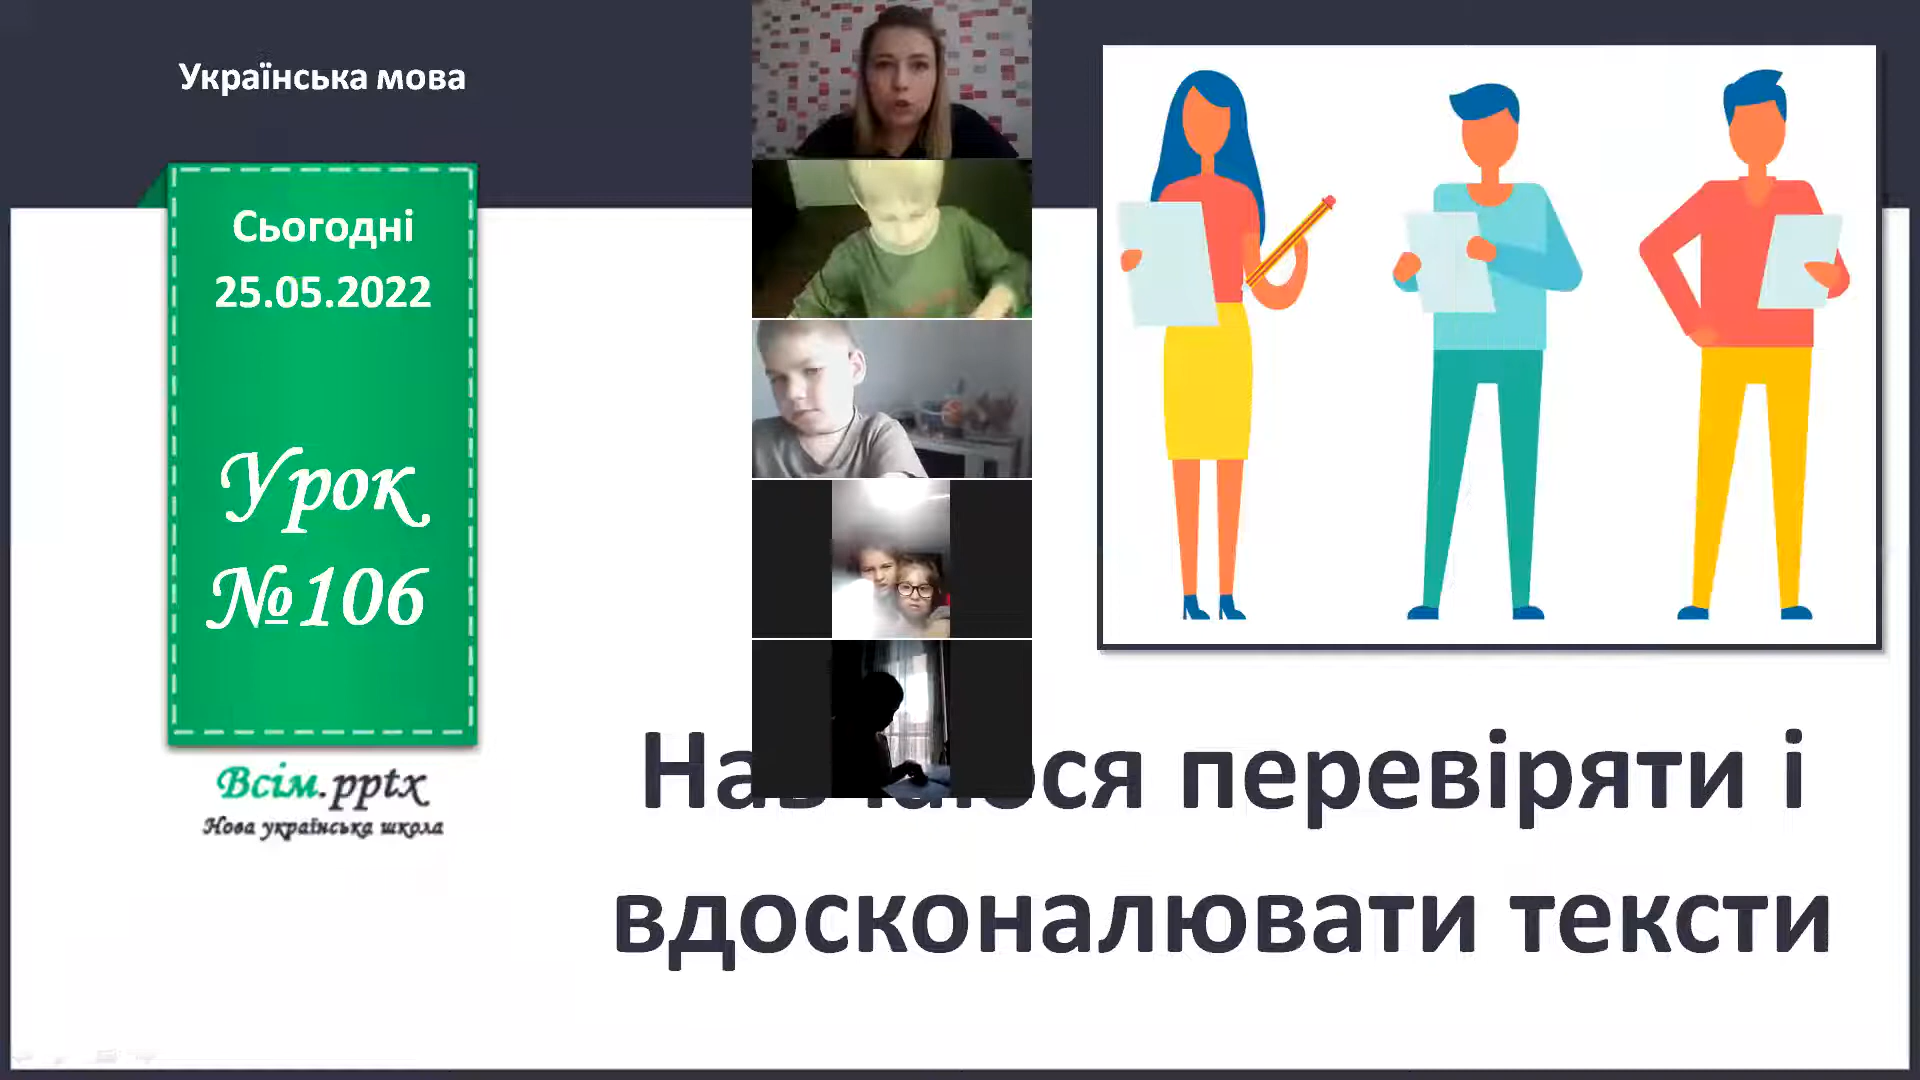 Українська мова
Сьогодні
25.05.2022
Урок
№106
Всім.pptx
Нова українська школа
перевіряти і
вдосконалювати тексти